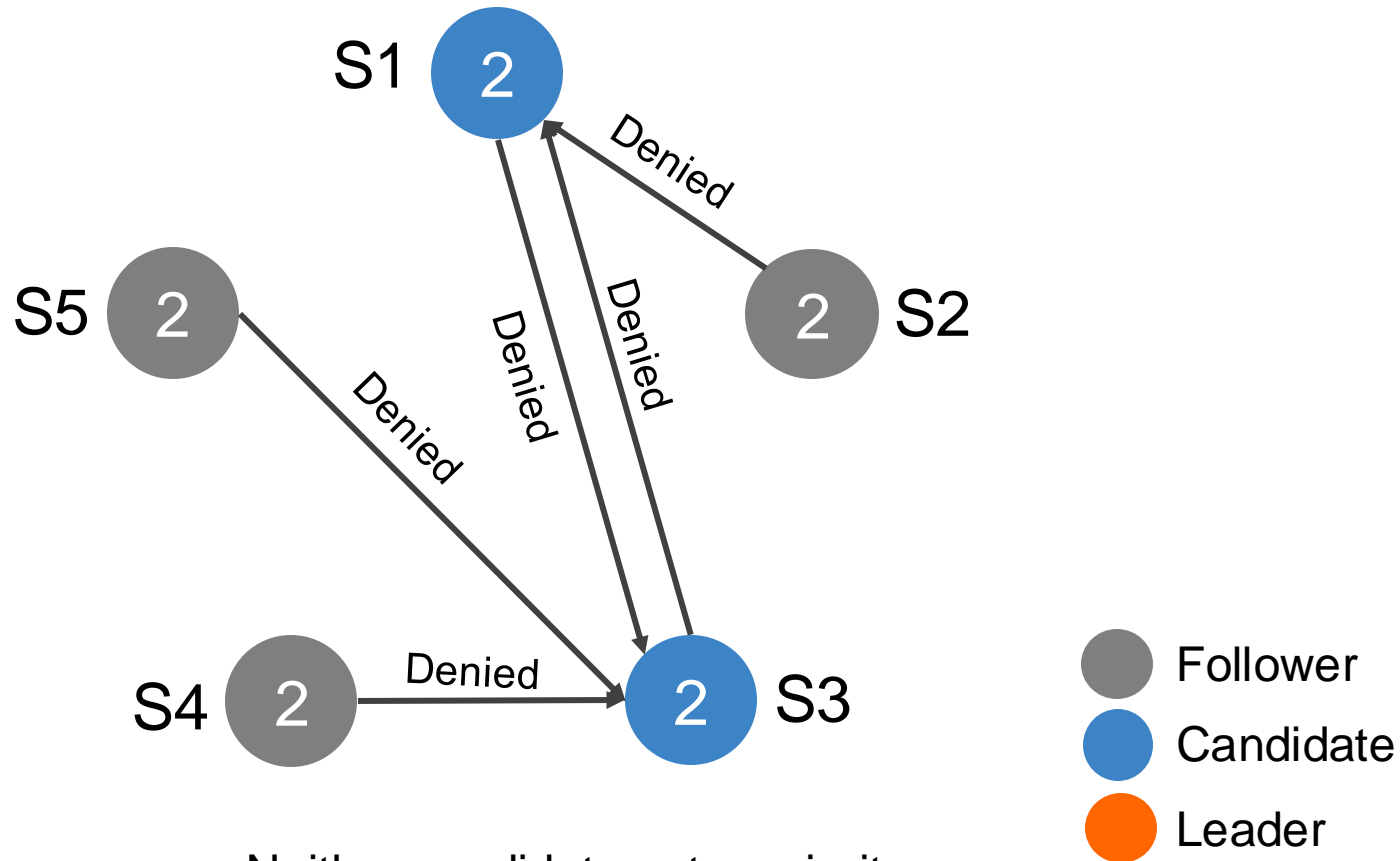 S1
2
Denied
S5
2
2
S2
Denied
Denied
Denied
Denied
S4
2
2
S3
Follower
Candidate
Leader